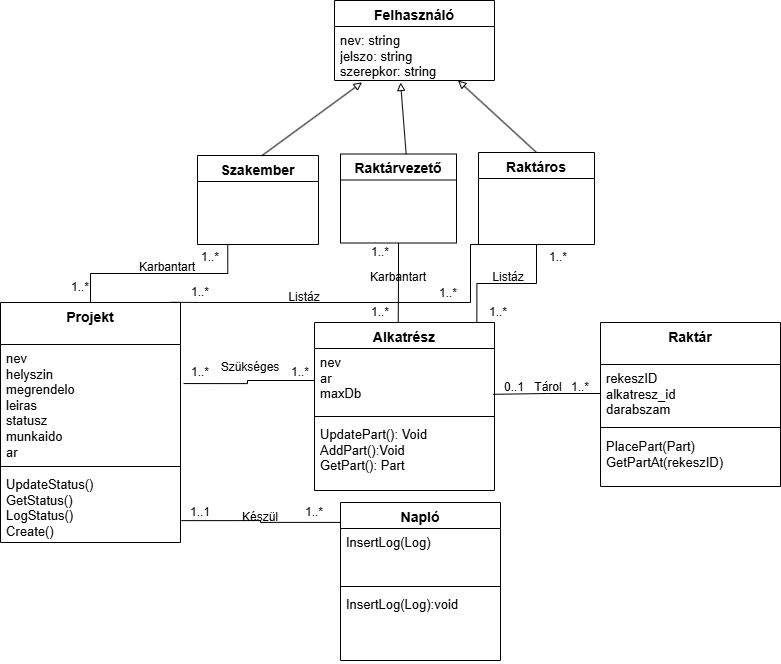 Felhasználó
nev: string
jelszo: string
szerepkor: string
Szakember
Raktárvezető
Raktáros
1..*
Karbantart
1..*
1..*
Karbantart
1..*
1..*
Listáz
1..*
1..*
Listáz
1..*
Projekt
nev
helyszin
megrendelo
leiras
statusz
munkaido
ar
UpdateStatus()
GetStatus()
LogStatus()
Create()
1..*
Szükséges
1..*
Alkatrész
nev
ar
maxDb
UpdatePart(): Void
AddPart():Void
GetPart(): Part
0..1
Tárol
1..*
Raktár
rekeszID
alkatresz_id
darabszam
PlacePart(Part)
GetPartAt(rekeszID)
1..1
Készül
1..*
Napló
InsertLog(Log)
InsertLog(Log):void